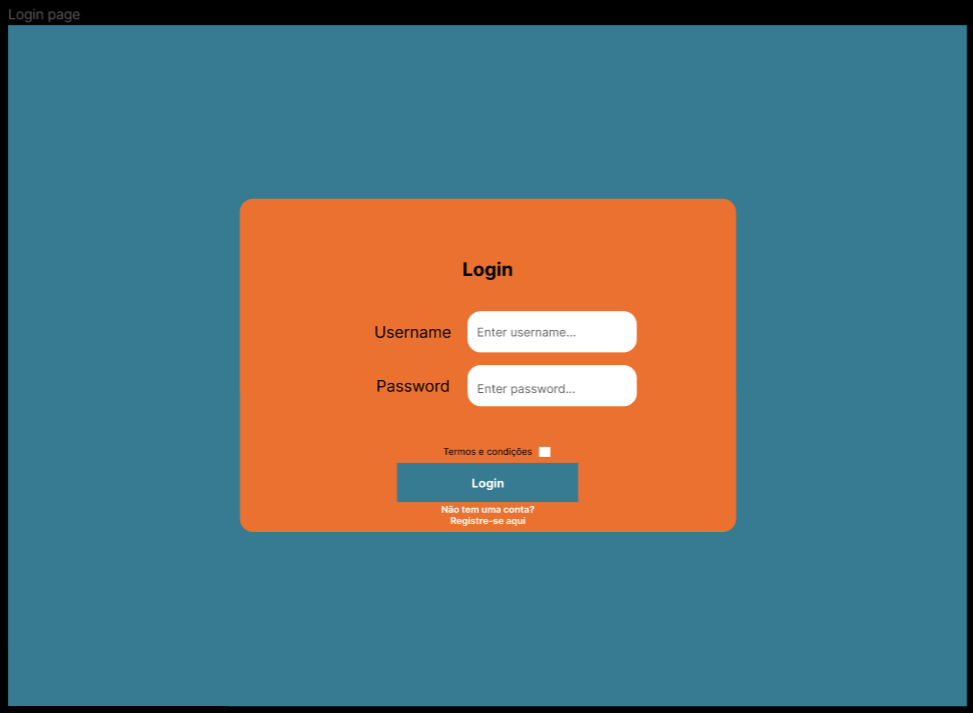 Login page
Login
Username
Enter username...
Password
Enter password...
Termos e condições
Login
Não tem uma conta?
Registre-se aqui